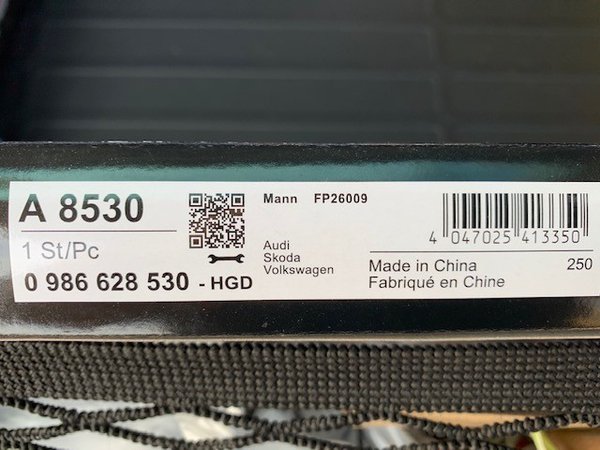 A 8530
1 St/Pc
0 986 628 530 - HGD
Mann FP26009
Audi
Skoda
Volkswagen
4 047025 413350
Made in China 250
Fabriqué en Chine